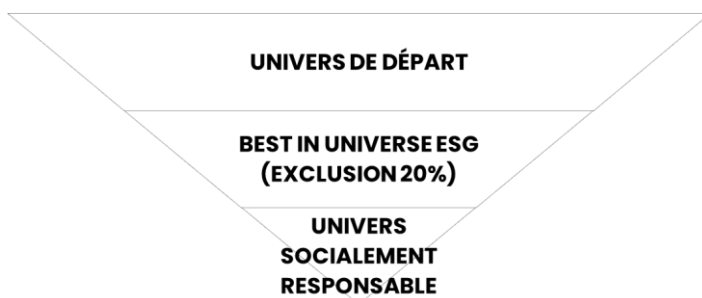 UNIVERS DE DÉPART
BEST IN UNIVERSE ESG
(EXCLUSION 20%)
UNIVERS
SOCIALEMENT
RESPONSABLE